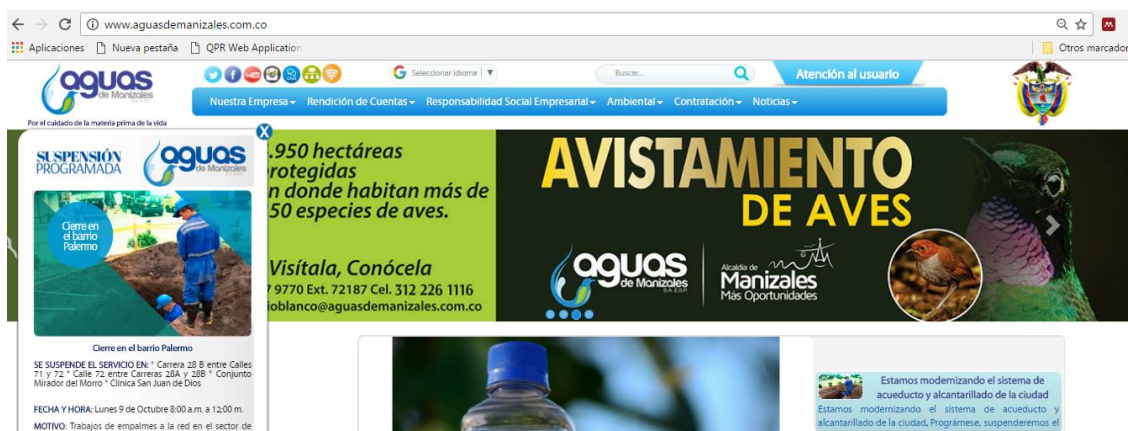 www.aguasdemanizales.com.co
Aplicaciones Nueva pestaña QPR Web Application Otros marcador
aguas
de Manizales
S.A. E.S.P.
Por el cuidado de la materia prima de la vida
G Seleccionar idioma ▼
Buscar...
Atención al usuario
Nuestra Empresa Rendición de Cuentas Responsabilidad Social Empresarial Ambiental Contratación Noticias
X
SUSPENSIÓN
PROGRAMADA
aguas
de Manizales
Cierre en
el barrio
Palermo
Cierre en el barrio Palermo
SE SUSPENDE EL SERVICIO EN: * Carrera 28 B entre Calles
71 y 72 * Calle 72 entre Carreras 28A y 28B * Conjunto
Mirador del Morro * Clínica San Juan de Dios
FECHA Y HORA: Lunes 9 de Octubre 8:00 a.m. a 12:00 m.
MOTIVO: Trabajos de empalmes a la red en el sector de
.950 hectáreas
rotegidas
n donde habitan más de
50 especies de aves.
Visítala, Conócela
7 9770 Ext. 72187 Cel. 312 226 1116
ioblanco@aguasdemanizales.com.co
AVISTAMIENTO
DE AVES
aguas
de Manizales
S.A. E.S.P.
Alcaldía de
Manizales
Más Oportunidades
Estamos modernizando el sistema de
acueducto y alcantarillado de la ciudad
Estamos modernizando el sistema de acueducto y
alcantarillado de la ciudad, Prográmese, suspenderemos el